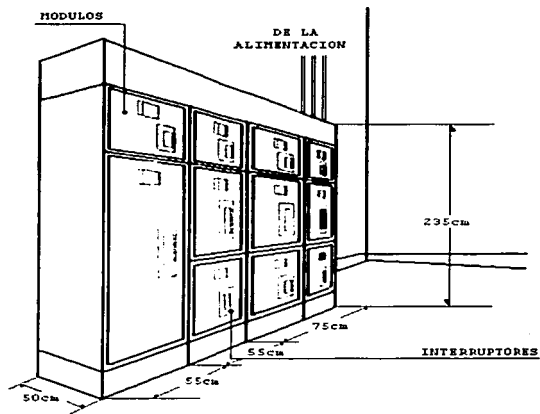 MODULOS
DE LA
ALIMENTACION
235cm
75cm
55cm
INTERRUPTORES
55cm
50cm